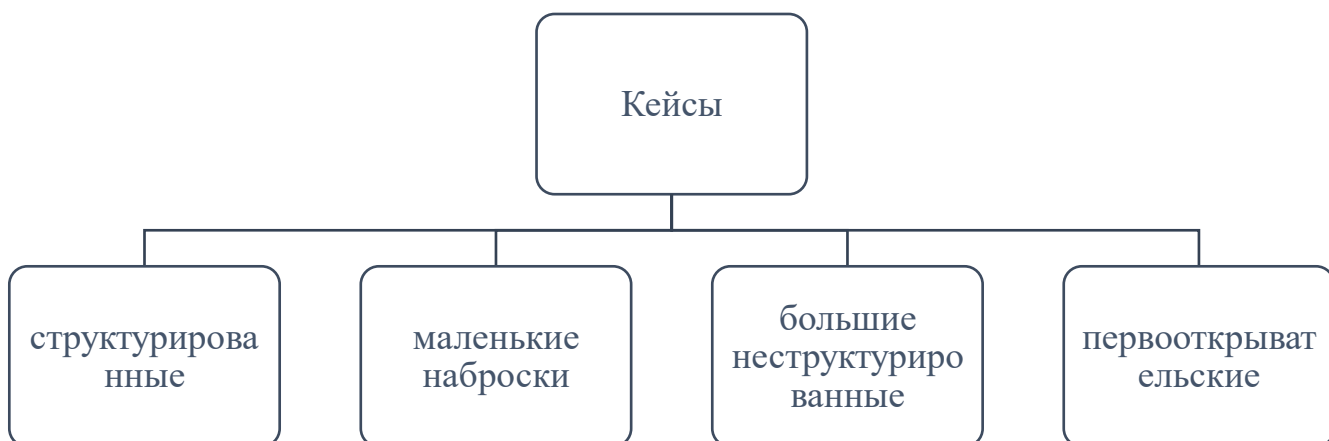 Кейсы
структурирова
нные
маленькие
наброски
большие
неструктуриро
ванные
первооткрыват
ельские